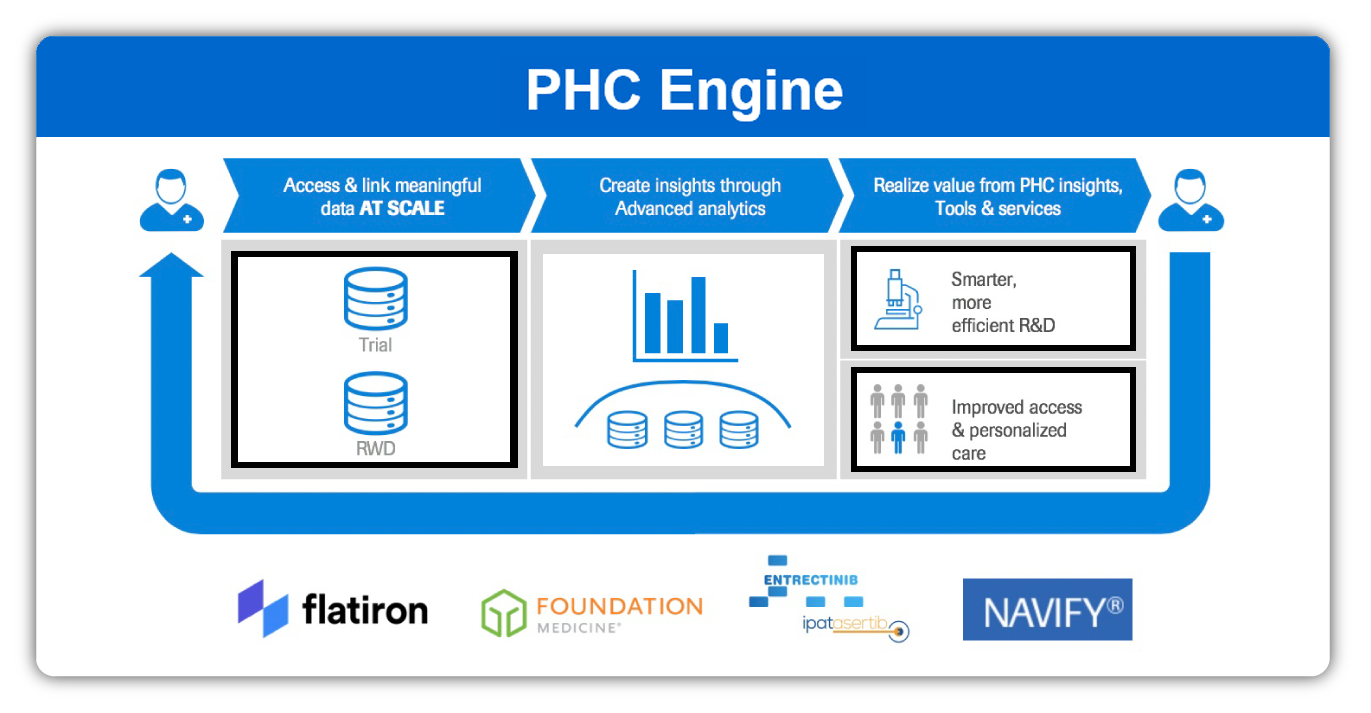 PHC Engine
Access & link meaningful
data AT SCALE
Create insights through
Advanced analytics
Realize value from PHC insights,
Tools & services
Trial
RWD
Smarter,
more
efficient R&D
Improved access
& personalized
care
flatiron
FOUNDATION
MEDICINE®
ENTRECTINIB
ipatasertib
NAVIFY®